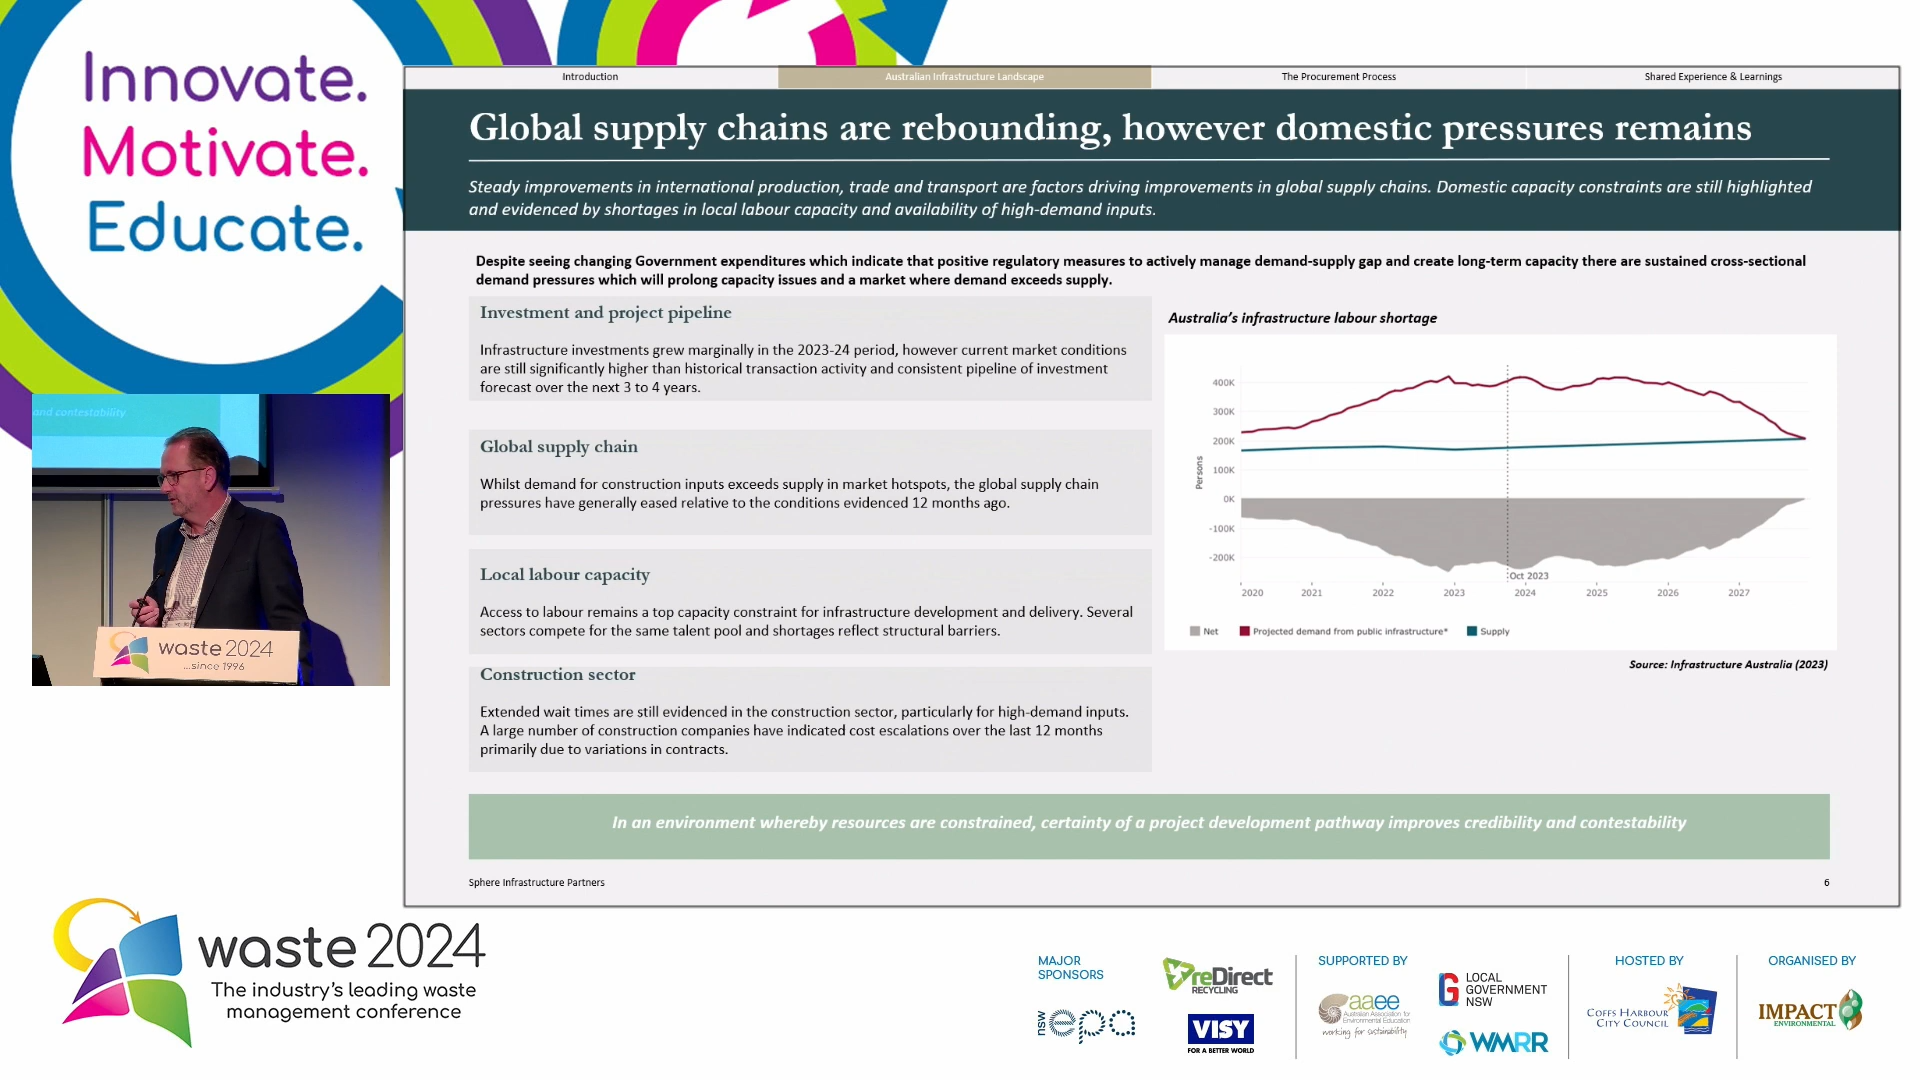 Innovate.
Motivate.
Educate.
Introduction
Australian Infrastructure Landscape
The Procurement Process
Shared Experience & Learnings
Global supply chains are rebounding, however domestic pressures remains
Steady improvements in international production, trade and transport are factors driving improvements in global supply chains. Domestic capacity constraints are still highlighted
and evidenced by shortages in local labour capacity and availability of high-demand inputs.
Despite seeing changing Government expenditures which indicate that positive regulatory measures to actively manage demand-supply gap and create long-term capacity there are sustained cross-sectional
demand pressures which will prolong capacity issues and a market where demand exceeds supply.
Investment and project pipeline
Infrastructure investments grew marginally in the 2023-24 period, however current market conditions
are still significantly higher than historical transaction activity and consistent pipeline of investment
forecast over the next 3 to 4 years.
Global supply chain
Whilst demand for construction inputs exceeds supply in market hotspots, the global supply chain
pressures have generally eased relative to the conditions evidenced 12 months ago.
Local labour capacity
Access to labour remains a top capacity constraint for infrastructure development and delivery. Several
sectors compete for the same talent pool and shortages reflect structural barriers.
Construction sector
Extended wait times are still evidenced in the construction sector, particularly for high-demand inputs.
A large number of construction companies have indicated cost escalations over the last 12 months
primarily due to variations in contracts.
Australia's infrastructure labour shortage
400K
300K
200K
100K
0K
-100K
-200K
Persons
Oct 2023
2020 2021 2022 2023 2024 2025 2026 2027
Net Projected demand from public infrastructure* Supply
Source: Infrastructure Australia (2023)
In an environment whereby resources are constrained, certainty of a project development pathway improves credibility and contestability
Sphere Infrastructure Partners
6
and contestability
waste 2024
...since 1996
waste 2024
The industry's leading waste
management conference
MAJOR
SPONSORS
nsw epa
reDirect
RECYCLING
VISY
FOR A BETTER WORLD
SUPPORTED BY
aaee
Australian Association for
Environmental Education
working for sustainability
LG
LOCAL
GOVERNMENT
NSW
WMRR
HOSTED BY
COFFS HARBOUR
CITY COUNCIL
ORGANISED BY
IMPACT
ENVIRONMENTAL